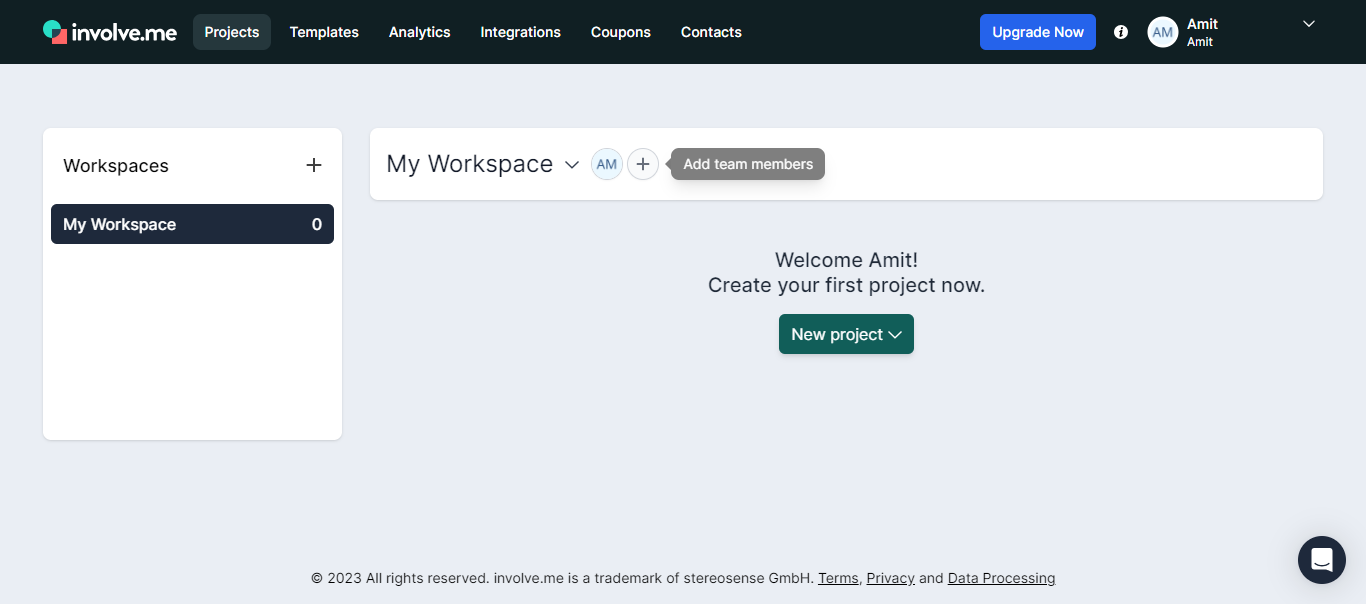 involve.me Projects Templates Analytics Integrations Coupons Contacts Upgrade Now i AM Amit
Amit
Workspaces +
My Workspace 0
My Workspace AM + Add team members
Welcome Amit!
Create your first project now.
New project
© 2023 All rights reserved. involve.me is a trademark of stereosense GmbH. Terms, Privacy and Data Processing